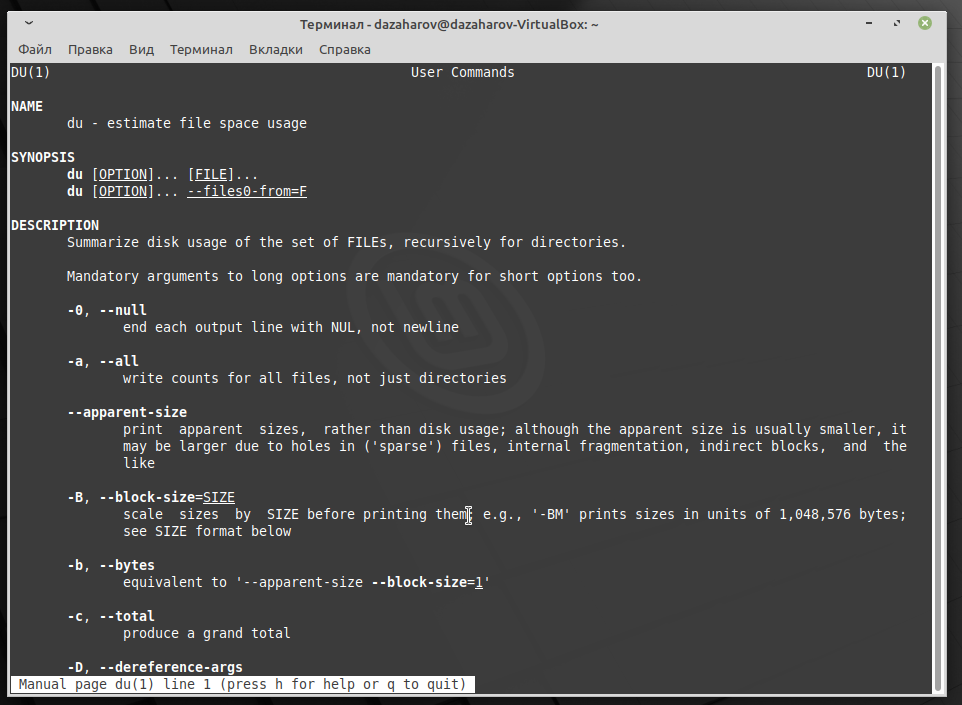 Терминал - dazaharov@dazaharov-VirtualBox: ~
Файл Правка Вид Терминал Вкладки Справка
DU(1) User Commands DU(1)
NAME
du - estimate file space usage
SYNOPSIS
du [OPTION]... [FILE]...
du [OPTION]... --files0-from=F
DESCRIPTION
Summarize disk usage of the set of FILEs, recursively for directories.
Mandatory arguments to long options are mandatory for short options too.
-0, --null
end each output line with NUL, not newline
-a, --all
write counts for all files, not just directories
--apparent-size
print apparent sizes, rather than disk usage; although the apparent size is usually smaller, it
may be larger due to holes in ('sparse') files, internal fragmentation, indirect blocks, and the
like
-B, --block-size=SIZE
scale sizes by SIZE before printing them; e.g., '-BM' prints sizes in units of 1,048,576 bytes;
see SIZE format below
-b, --bytes
equivalent to '--apparent-size --block-size=1'
-c, --total
produce a grand total
-D, --dereference-args
Manual page du(1) line 1 (press h for help or q to quit)